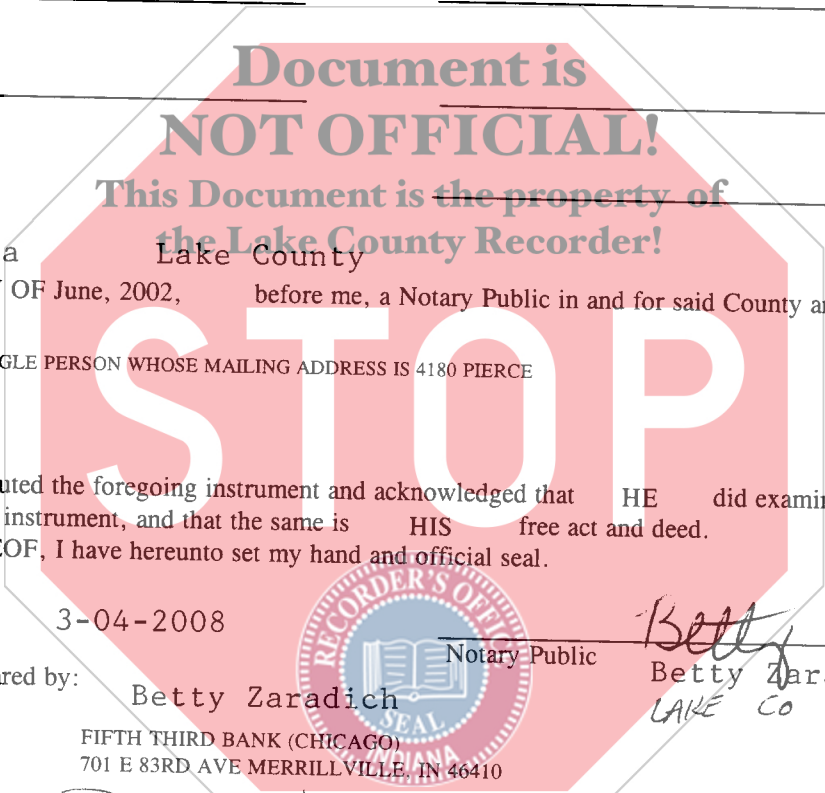 Document is
NOT OFFICIAL!
This Document is the property of
the Lake County Recorder!
a Lake County
OF June, 2002, before me, a Notary Public in and for said County
STOP
GLE PERSON WHOSE MAILING ADDRESS IS 4180 PIERCE
uted the foregoing instrument and acknowledged that HE did examin
instrument, and that the same is HIS free act and deed.
OF, I have hereunto set my hand and official seal.
RECORDER'S OFFICE
SEAL
INDIANA
3-04-2008
Betty
Notary Public
Betty Zar
ared by:
Betty Zaradich
LAKE CO
FIFTH THIRD BANK (CHICAGO)
701 E 83RD AVE MERRILLVILLE, IN 46410